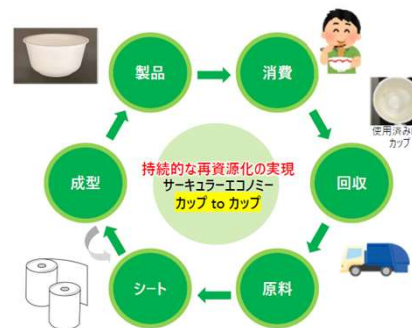 製品
消費
使用済み
カップ
持続的な再資源化の実現
サーキュラーエコノミー
カップ to カップ
成型
回収
シート
原料